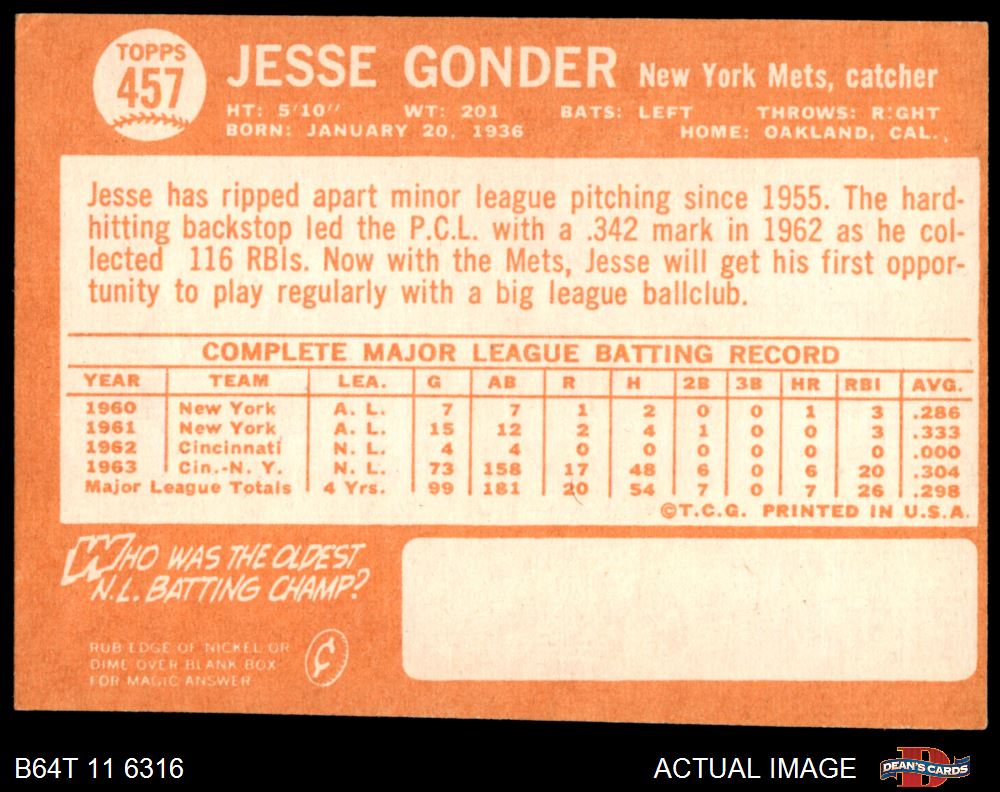 TOPPS
457
JESSE GONDER New York Mets, catcher
HT: 5'10" WT: 201 BATS: LEFT THROWS: R:GHT
BORN: JANUARY 20, 1936 HOME: OAKLAND, CAL.
Jesse has ripped apart minor league pitching since 1955. The hard-
hitting backstop led the P.C.L. with a .342 mark in 1962 as he col-
lected 116 RBIs. Now with the Mets, Jesse will get his first oppor-
tunity to play regularly with a big league ballclub.
COMPLETE MAJOR LEAGUE BATTING RECORD
YEAR TEAM LEA. G AB R H 2B 3B HR RBI AVG.
1960 New York A. L. 7 7 1 2 0 0 1 3 .286
1961 New York A. L. 15 12 2 4 1 0 0 3 .333
1962 Cincinnati N. L. 4 4 0 0 0 0 0 0 .000
1963 Cin.-N. Y. N. L. 73 158 17 48 6 0 6 20 .304
Major League Totals 4 Yrs. 99 181 20 54 7 0 7 26 .298
©T.C.G. PRINTED IN U.S.A.
WHO WAS THE OLDEST
N.L. BATTING CHAMP?
RUB EDGE OF NICKEL OR
DIME OVER BLANK BOX
FOR MAGIC ANSWER
B64T 11 6316 ACTUAL IMAGE
DEAN'S CARDS